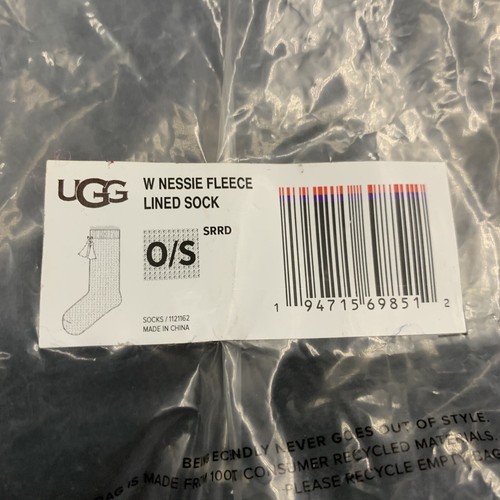 UGG
W NESSIE FLEECE
LINED SOCK
O/S SRRD
SOCKS / 1121162
MADE IN CHINA
1 94715 69851 2
NEVER GOES OUT OF STYLE.
BAG IS MADE FROM 100% CONSUMER RECYCLED MATERIALS.
PLEASE RECYCLE EMPTY BAG